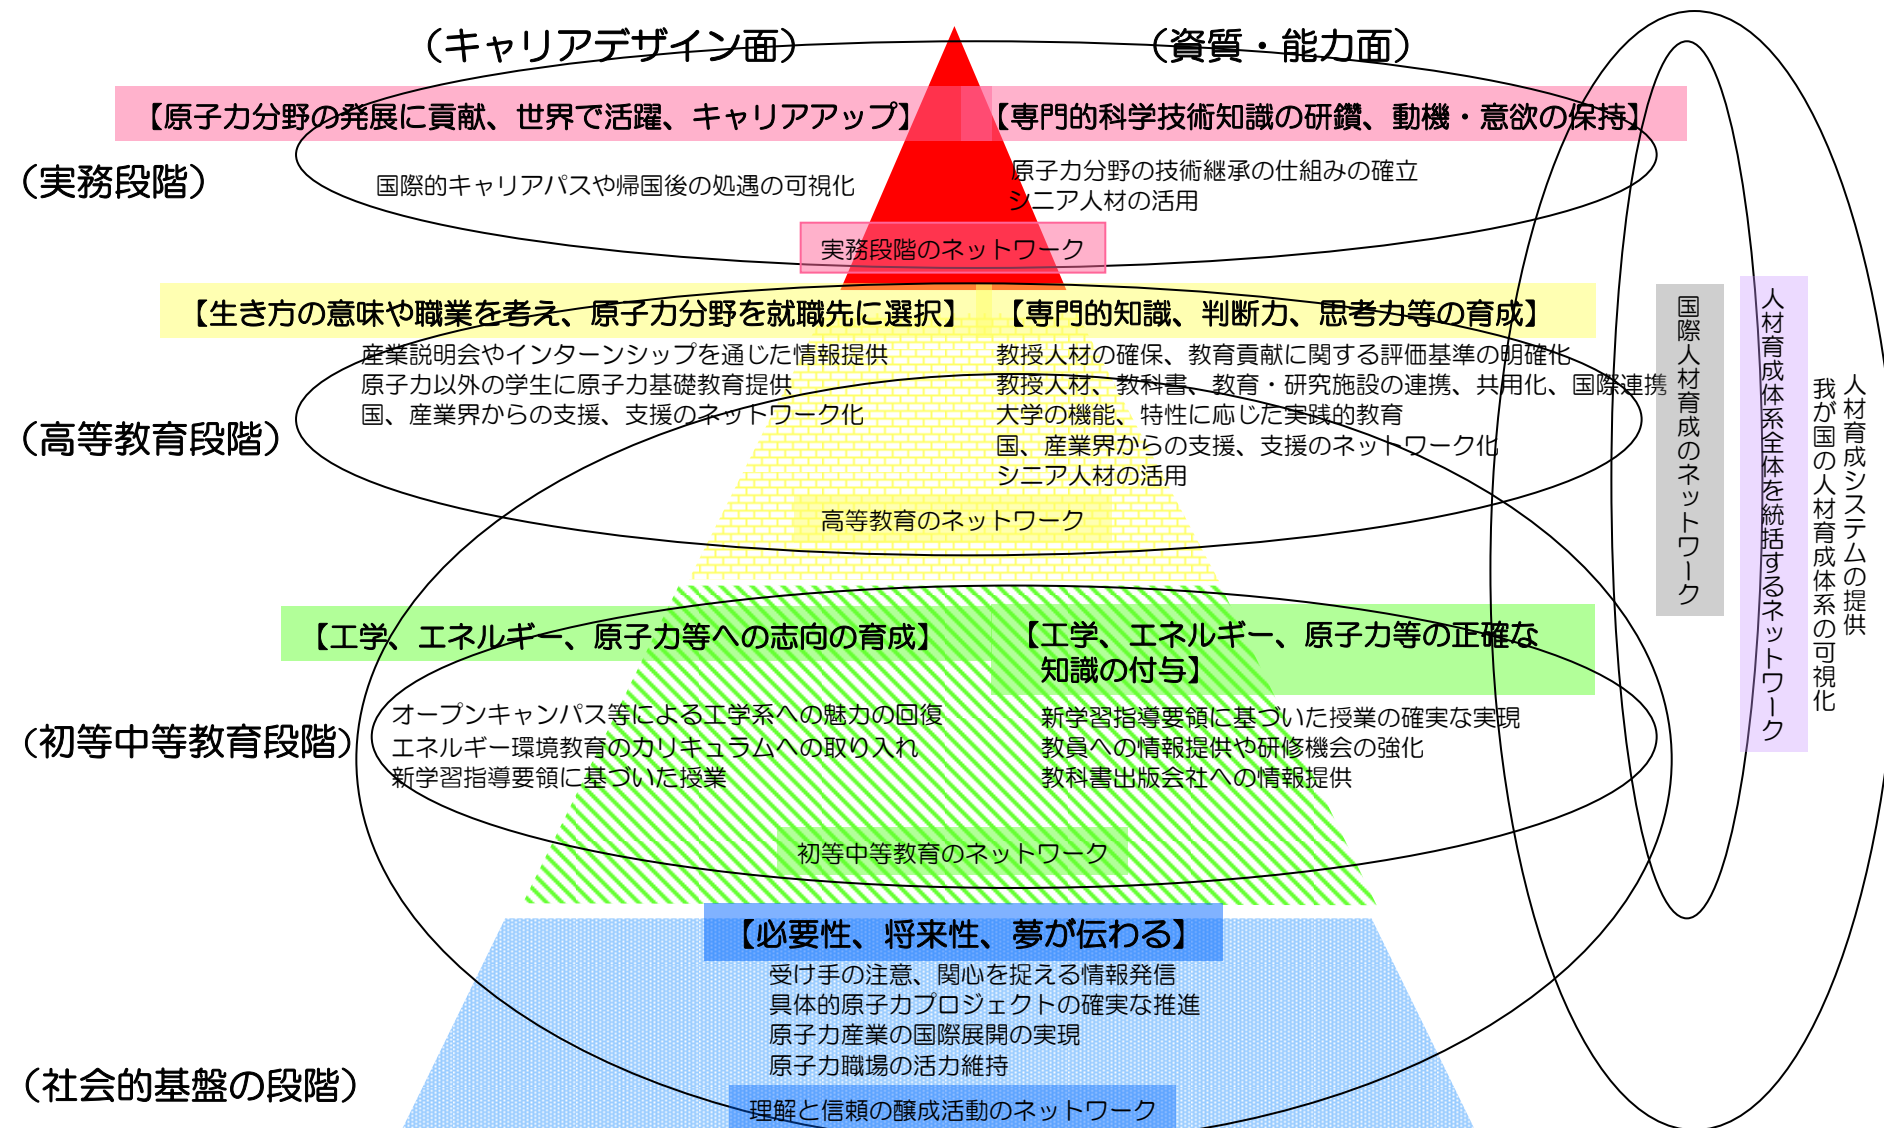 （キャリアデザイン面）
（資質・能力面）
【原子力分野の発展に貢献、世界で活躍、キャリアアップ】
【専門的科学技術知識の研鑽、動機・意欲の保持】
（実務段階）
国際的キャリアパスや帰国後の処遇の可視化
原子力分野の技術継承の仕組みの確立
シニア人材の活用
実務段階のネットワーク
【生き方の意味や職業を考え、原子力分野を就職先に選択】
【専門的知識、判断力、思考力等の育成】
（高等教育段階）
産業説明会やインターンシップを通じた情報提供
原子力以外の学生に原子力基礎教育提供
国、産業界からの支援、支援のネットワーク化
教授人材の確保、教育貢献に関する評価基準の明確化
教授人材、教科書、教育・研究施設の連携、共用化、国際連携
大学の機能、特性に応じた実践的教育
国、産業界からの支援、支援のネットワーク化
シニア人材の活用
高等教育のネットワーク
【工学、エネルギー、原子力等への志向の育成】
【工学、エネルギー、原子力等の正確な
知識の付与】
（初等中等教育段階）
オープンキャンパス等による工学系への魅力の回復
エネルギー環境教育のカリキュラムへの取り入れ
新学習指導要領に基づいた授業
新学習指導要領に基づいた授業の確実な実現
教員への情報提供や研修機会の強化
教科書出版会社への情報提供
初等中等教育のネットワーク
【必要性、将来性、夢が伝わる】
受け手の注意、関心を捉える情報発信
具体的原子力プロジェクトの確実な推進
原子力産業の国際展開の実現
原子力職場の活力維持
（社会的基盤の段階）
理解と信頼の醸成活動のネットワーク
国際人材育成のネットワーク
人材育成体系全体を統括するネットワーク
人材育成システムの提供
我が国の人材育成体系の可視化